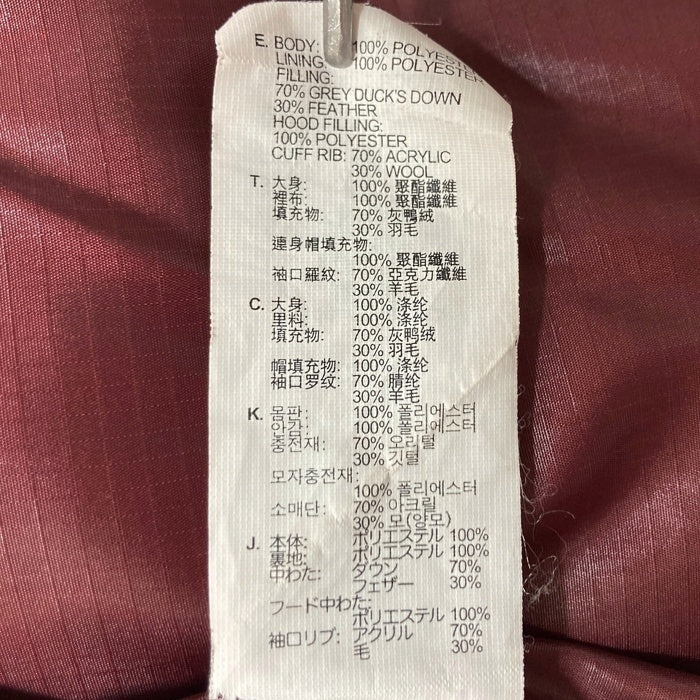 E. BODY: 100% POLYESTER
LINING: 100% POLYESTER
FILLING:
70% GREY DUCK'S DOWN
30% FEATHER
HOOD FILLING:
100% POLYESTER
CUFF RIB: 70% ACRYLIC
30% WOOL
T. 大身: 100% 聚酯纖維
裡布: 100% 聚酯纖維
填充物: 70% 灰鴨絨
30% 羽毛
連身帽填充物:
100% 聚酯纖維
袖口羅紋: 70% 亞克力纖維
30% 羊毛
C. 大身: 100% 涤纶
里料: 100% 涤纶
填充物: 70% 灰鸭绒
30% 羽毛
帽填充物: 100% 涤纶
袖口罗纹: 70% 腈纶
30% 羊毛
K. 몸판: 100% 폴리에스터
안감: 100% 폴리에스터
충전재: 70% 오리털
30% 깃털
모자충전재:
100% 폴리에스터
소매단: 70% 아크릴
30% 모(양모)
J. 本体: ポリエステル 100%
裏地: ポリエステル 100%
中わた: ダウン 70%
フェザー 30%
フード中わた:
ポリエステル 100%
袖口リブ: アクリル 70%
毛 30%